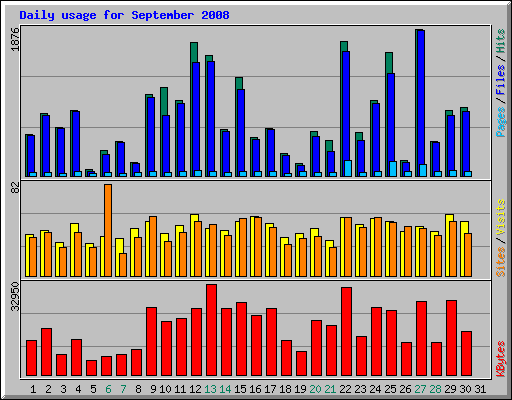 Daily usage for September 2008
1876
Pages / Files / Hits
82
Sites / Visits
32950
KBytes
1 2 3 4 5 6 7 8 9 10 11 12 13 14 15 16 17 18 19 20 21 22 23 24 25 26 27 28 29 30 31